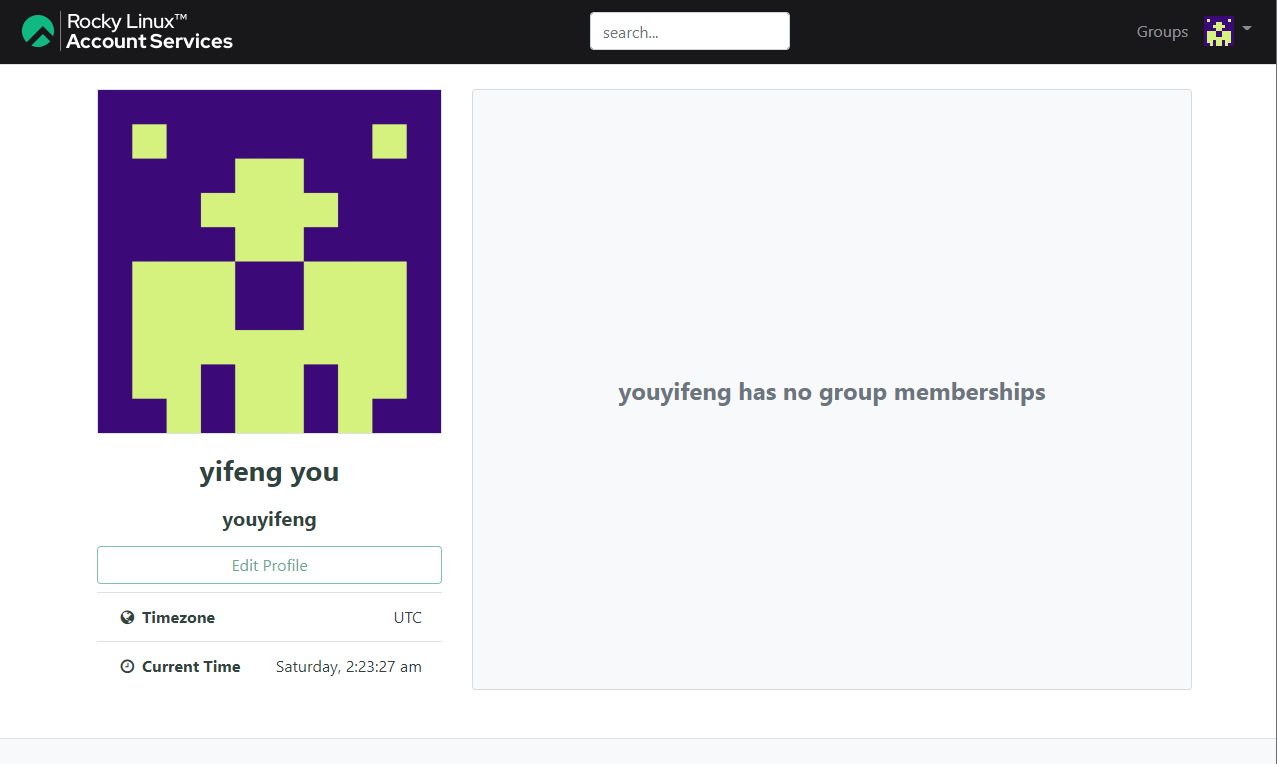 Rocky Linux™
Account Services
search...
Groups
yifeng you
youyifeng
Edit Profile
Timezone UTC
Current Time Saturday, 2:23:27 am
youyifeng has no group memberships